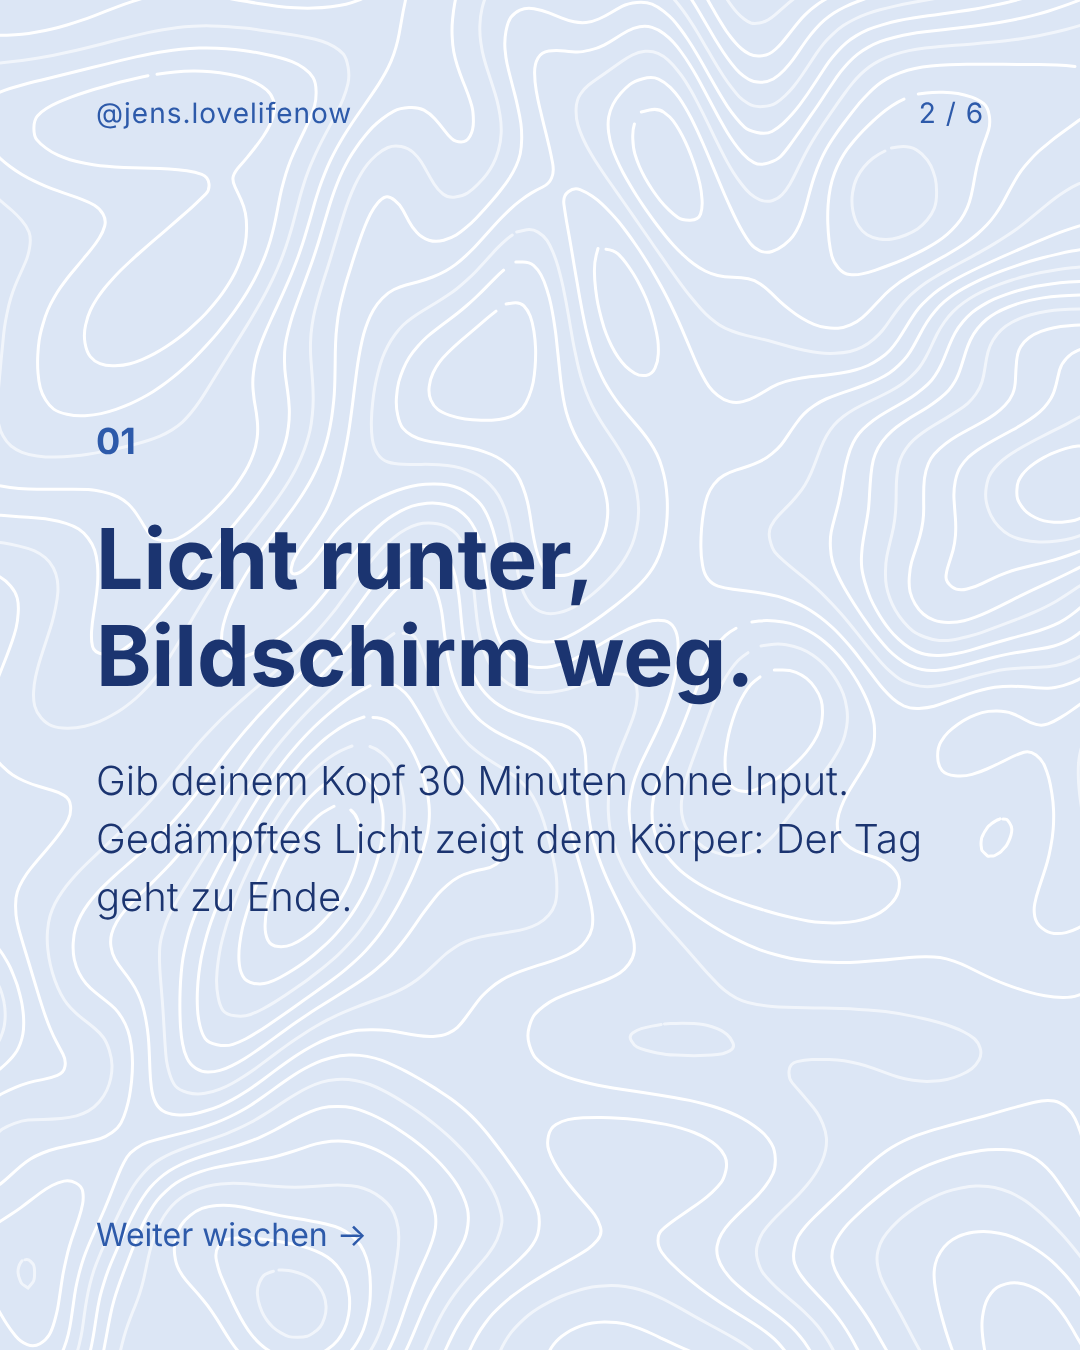 @jens.lovelifenow
2 / 6
01
Licht runter,
Bildschirm weg.
Gib deinem Kopf 30 Minuten ohne Input.
Gedämpftes Licht zeigt dem Körper: Der Tag
geht zu Ende.
Weiter wischen →